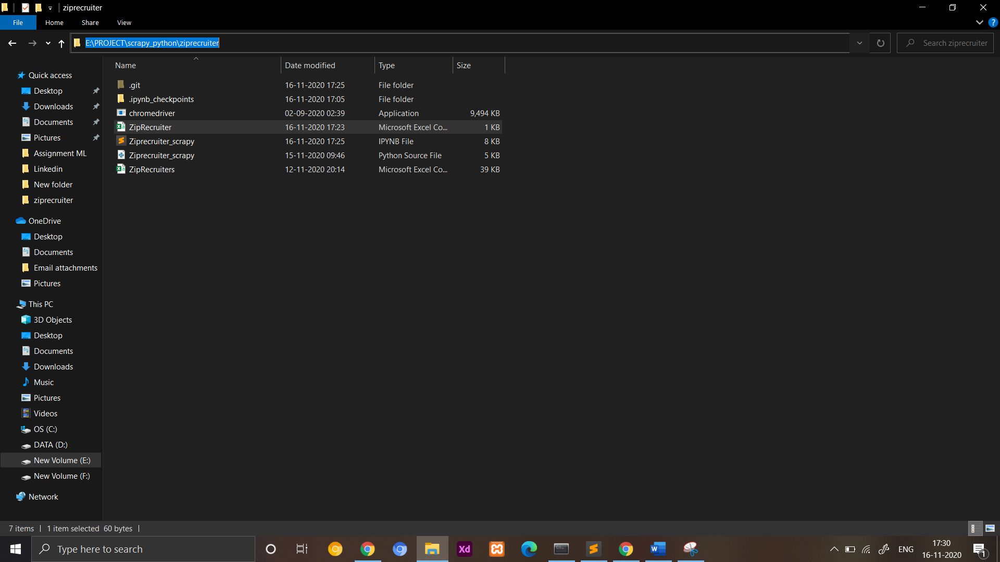 ziprecruiter
File Home Share View
E:\PROJECT\scrapy_python\ziprecruiter
Search ziprecruiter
Name Date modified Type Size
.git 16-11-2020 17:25 File folder
.ipynb_checkpoints 16-11-2020 17:05 File folder
chromedriver 02-09-2020 02:39 Application 9,494 KB
ZipRecruiter 16-11-2020 17:23 Microsoft Excel Co... 1 KB
Ziprecruiter_scrapy 16-11-2020 17:25 IPYNB File 8 KB
Ziprecruiter_scrapy 15-11-2020 09:46 Python Source File 5 KB
ZipRecruiters 12-11-2020 20:14 Microsoft Excel Co... 39 KB
Quick access
Desktop
Downloads
Documents
Pictures
Assignment ML
Linkedin
New folder
ziprecruiter
OneDrive
Desktop
Documents
Email attachments
Pictures
This PC
3D Objects
Desktop
Documents
Downloads
Music
Pictures
Videos
OS (C:)
DATA (D:)
New Volume (E:)
New Volume (F:)
Network
7 items 1 item selected 60 bytes
Type here to search
Xd
ENG
17:30
16-11-2020
1